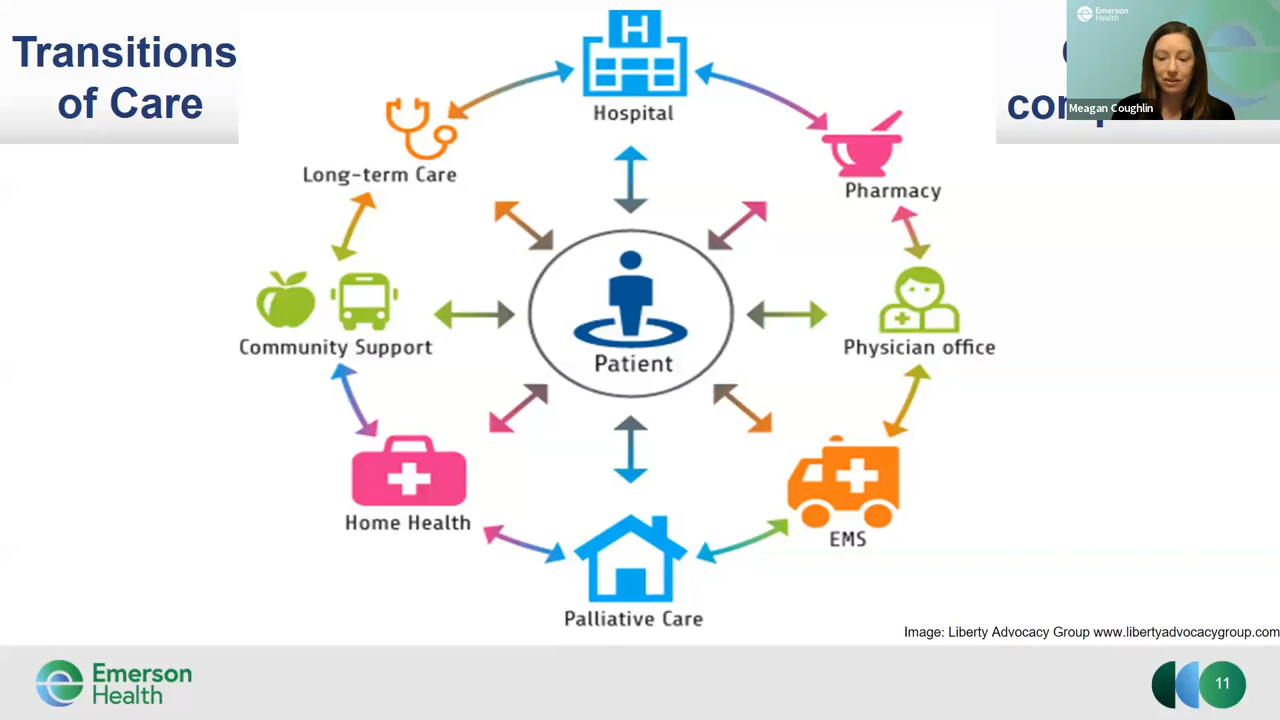 Transitions
of Care
Emerson
Health
Meagan Coughlin
H
Hospital
Long-term Care
Pharmacy
Community Support
Patient
Physician office
Home Health
EMS
Palliative Care
Image: Liberty Advocacy Group www.libertyadvocacygroup.com
Emerson
Health
11